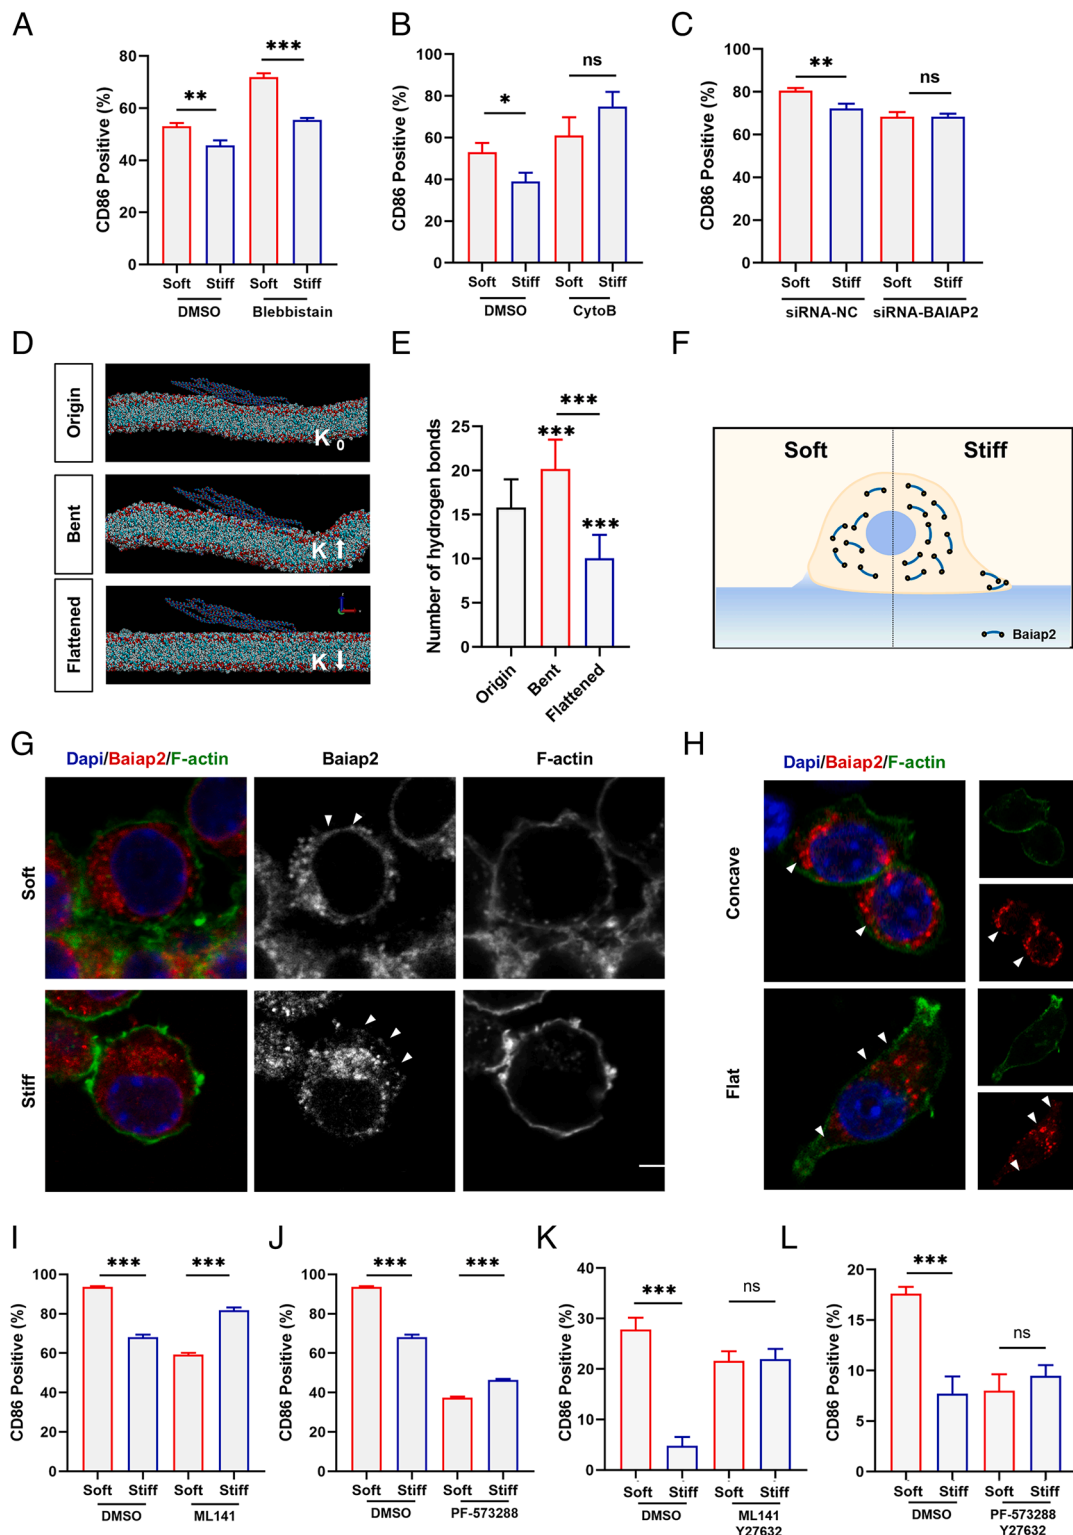 A
CD86 Positive (%)
80
60
40
20
0
**
***
Soft Stiff Soft Stiff
DMSO Blebbistain
B
CD86 Positive (%)
100
80
60
40
20
0
*
ns
Soft Stiff Soft Stiff
DMSO CytoB
C
CD86 Positive (%)
100
80
60
40
20
0
**
ns
Soft Stiff Soft Stiff
siRNA-NC siRNA-BAIAP2
D
Origin
K 0
Bent
K ↑
Flattened
K ↓
E
Number of hydrogen bonds
25
20
15
10
5
0
***
***
***
Origin Bent Flattened
F
Soft Stiff
Baiap2
G
Dapi/Baiap2/F-actin Baiap2 F-actin
Soft
Stiff
H
Dapi/Baiap2/F-actin
Concave
Flat
I
CD86 Positive (%)
100
80
60
40
20
0
***
***
Soft Stiff Soft Stiff
DMSO ML141
J
CD86 Positive (%)
100
80
60
40
20
0
***
***
Soft Stiff Soft Stiff
DMSO PF-573288
K
CD86 Positive (%)
40
30
20
10
0
***
ns
Soft Stiff Soft Stiff
DMSO ML141
Y27632
L
CD86 Positive (%)
20
15
10
5
0
***
ns
Soft Stiff Soft Stiff
DMSO PF-573288
Y27632